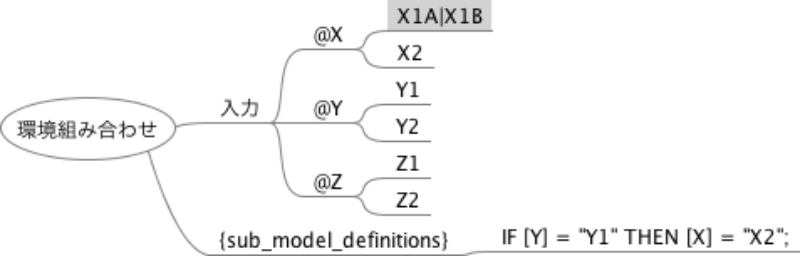 環境組み合わせ
入力
@X
X1A|X1B
X2
@Y
Y1
Y2
@Z
Z1
Z2
{sub_model_definitions}
IF [Y] = "Y1" THEN [X] = "X2";